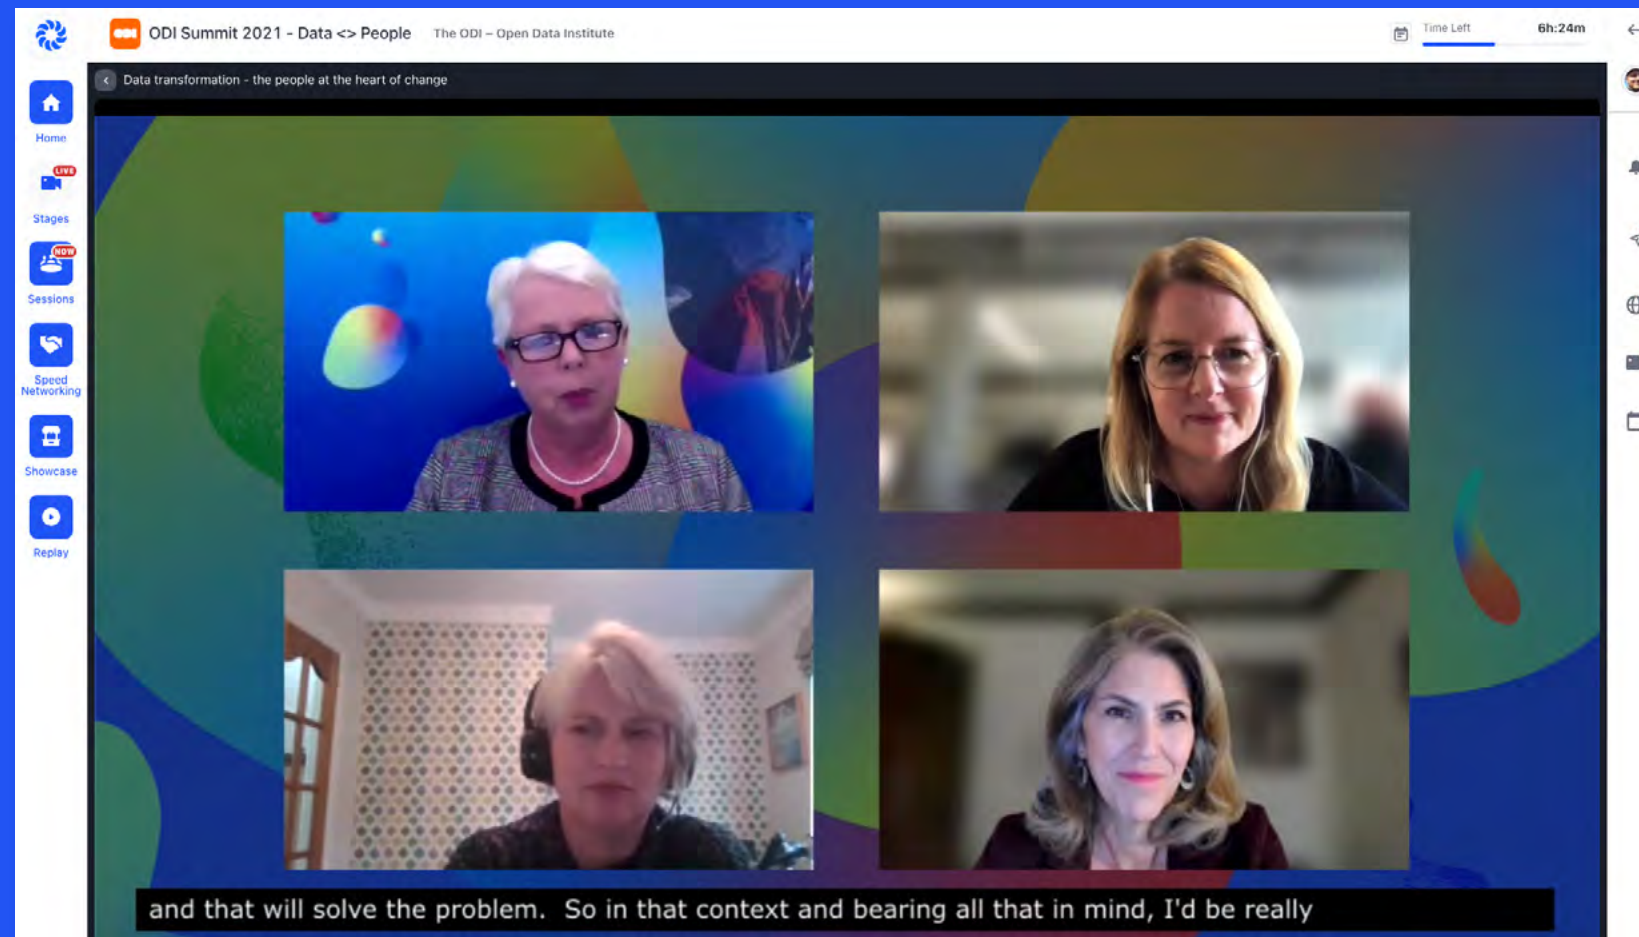 ODI
ODI Summit 2021 - Data <> People
The ODI – Open Data Institute
Time Left
6h:24m
Data transformation - the people at the heart of change
Home
LIVE
Stages
NOW
Sessions
Speed
Networking
Showcase
Replay
and that will solve the problem. So in that context and bearing all that in mind, I'd be really